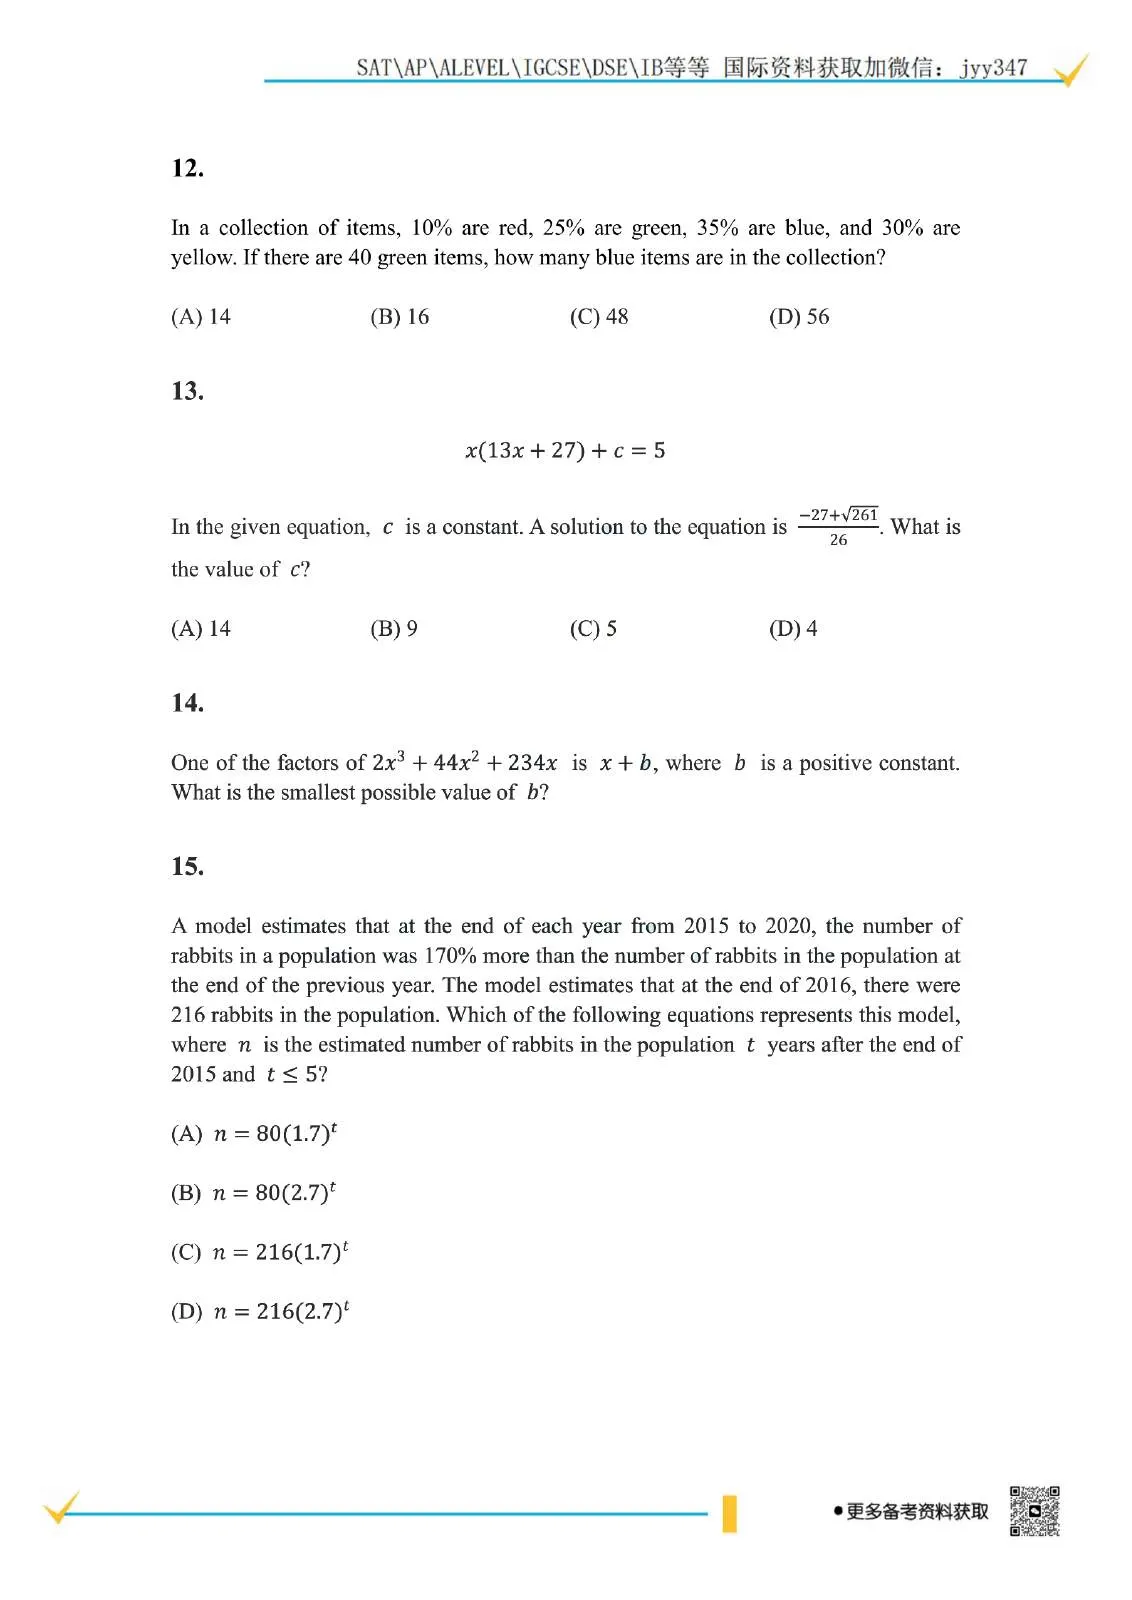 SAT\AP\ALEVEL\IGCSE\DSE\IB等等 国际资料获取加微信：jyy347
12.
In a collection of items, 10% are red, 25% are green, 35% are blue, and 30% are
yellow. If there are 40 green items, how many blue items are in the collection?
(A) 14 (B) 16 (C) 48 (D) 56
13.
x(13x + 27) + c = 5
In the given equation, c is a constant. A solution to the equation is (−27+√261)/26. What is
the value of c?
(A) 14 (B) 9 (C) 5 (D) 4
14.
One of the factors of 2x³ + 44x² + 234x is x + b, where b is a positive constant.
What is the smallest possible value of b?
15.
A model estimates that at the end of each year from 2015 to 2020, the number of
rabbits in a population was 170% more than the number of rabbits in the population at
the end of the previous year. The model estimates that at the end of 2016, there were
216 rabbits in the population. Which of the following equations represents this model,
where n is the estimated number of rabbits in the population t years after the end of
2015 and t ≤ 5?
(A) n = 80(1.7)ᵗ
(B) n = 80(2.7)ᵗ
(C) n = 216(1.7)ᵗ
(D) n = 216(2.7)ᵗ
●更多备考资料获取